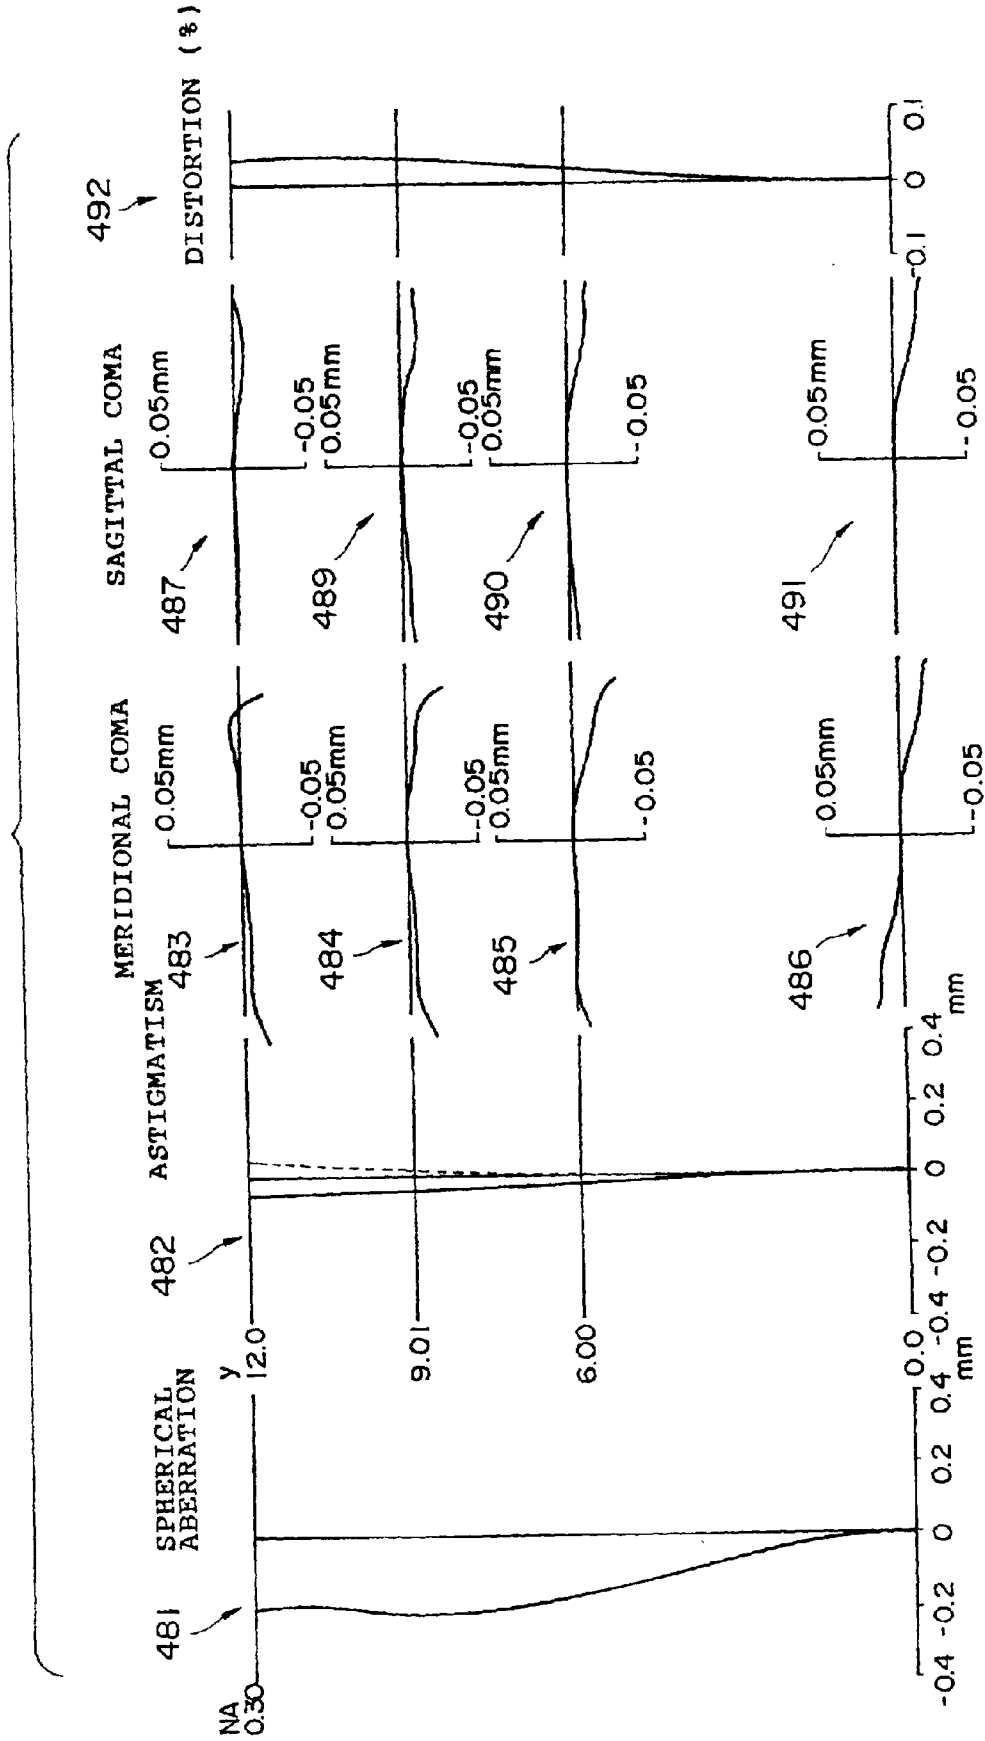 NA
0.30
481
SPHERICAL
ABERRATION
-0.4
-0.2
0
0.2
0.4
mm
y
12.0
9.01
6.00
0.0
482
ASTIGMATISM
-0.4
-0.2
0
0.2
0.4
mm
MERIDIONAL COMA
483
0.05mm
-0.05
484
0.05mm
-0.05
485
0.05mm
-0.05
486
0.05mm
-0.05
SAGITTAL COMA
487
0.05mm
-0.05
489
0.05mm
-0.05
490
0.05mm
-0.05
491
0.05mm
-0.05
492
DISTORTION (%)
-0.1
0
0.1